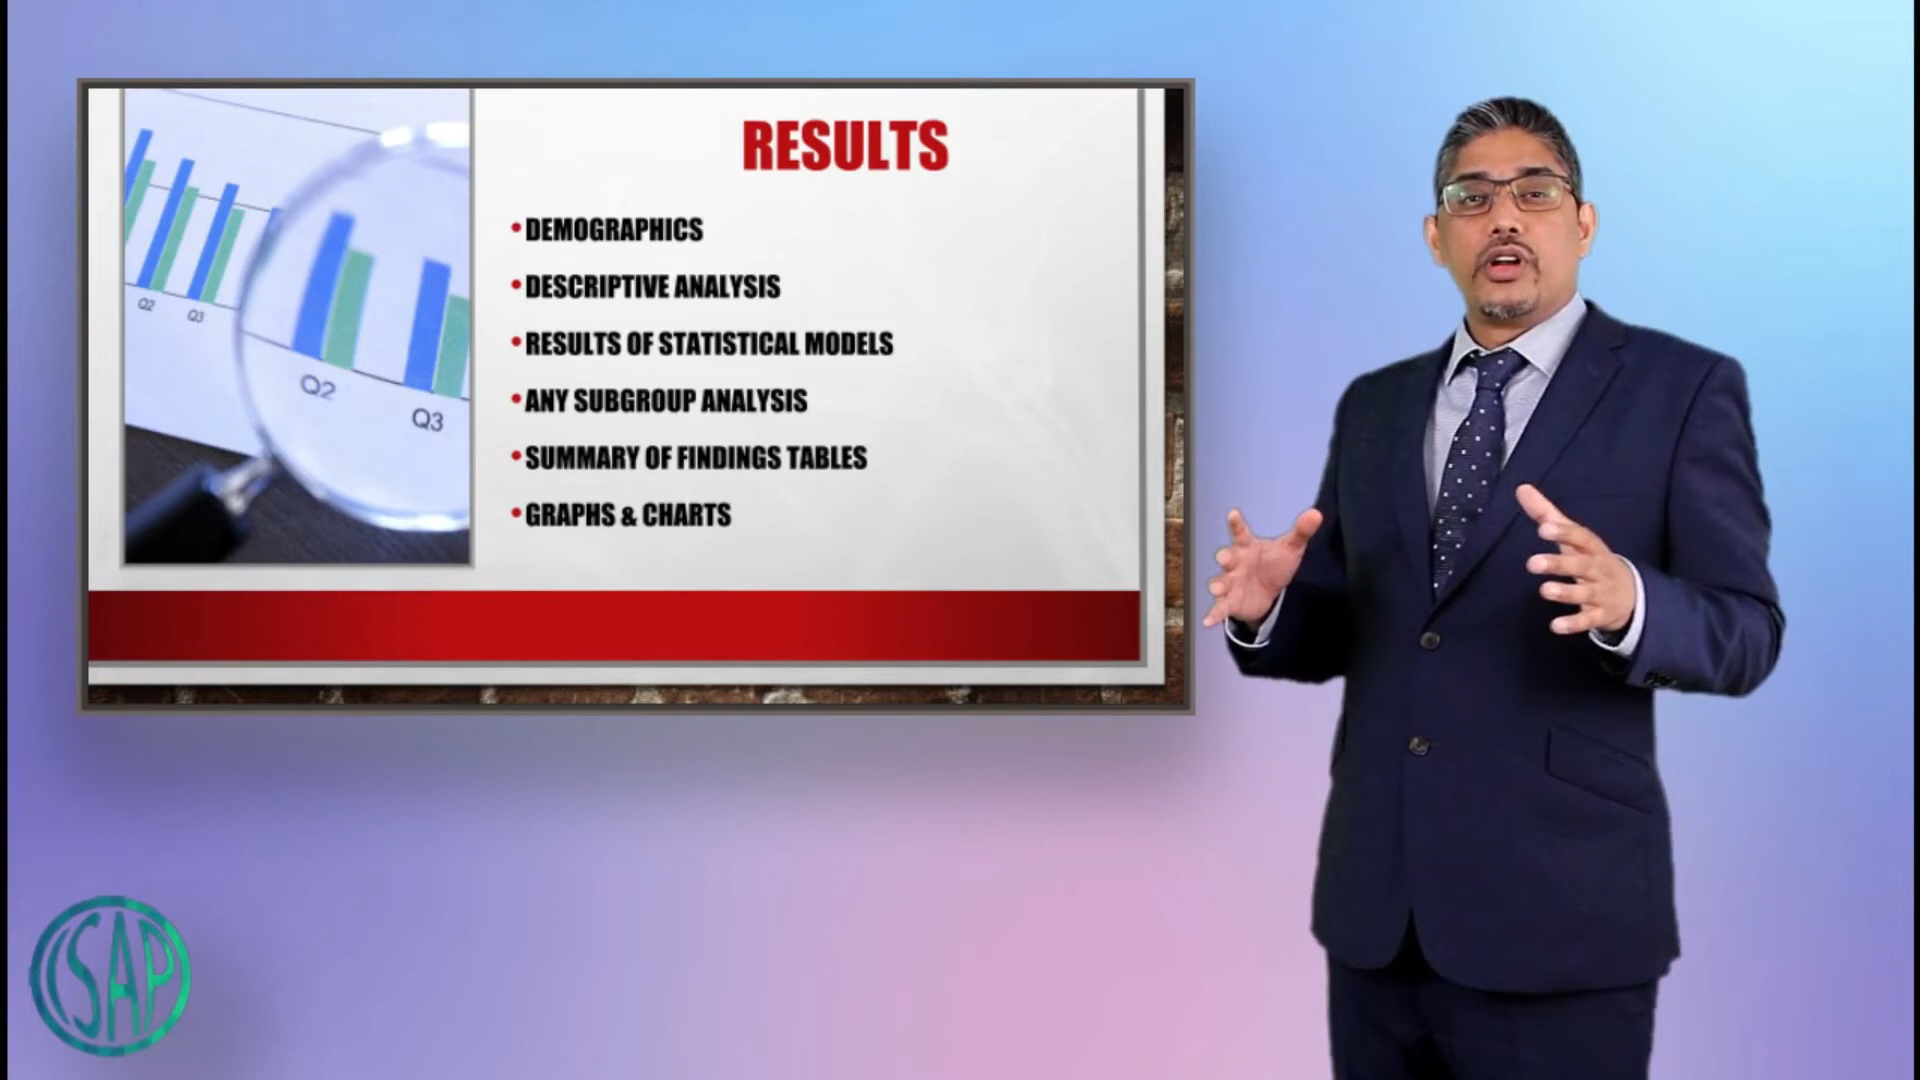 RESULTS
• DEMOGRAPHICS
• DESCRIPTIVE ANALYSIS
• RESULTS OF STATISTICAL MODELS
• ANY SUBGROUP ANALYSIS
• SUMMARY OF FINDINGS TABLES
• GRAPHS & CHARTS
Q2 Q3
Q2 Q3
ISAP